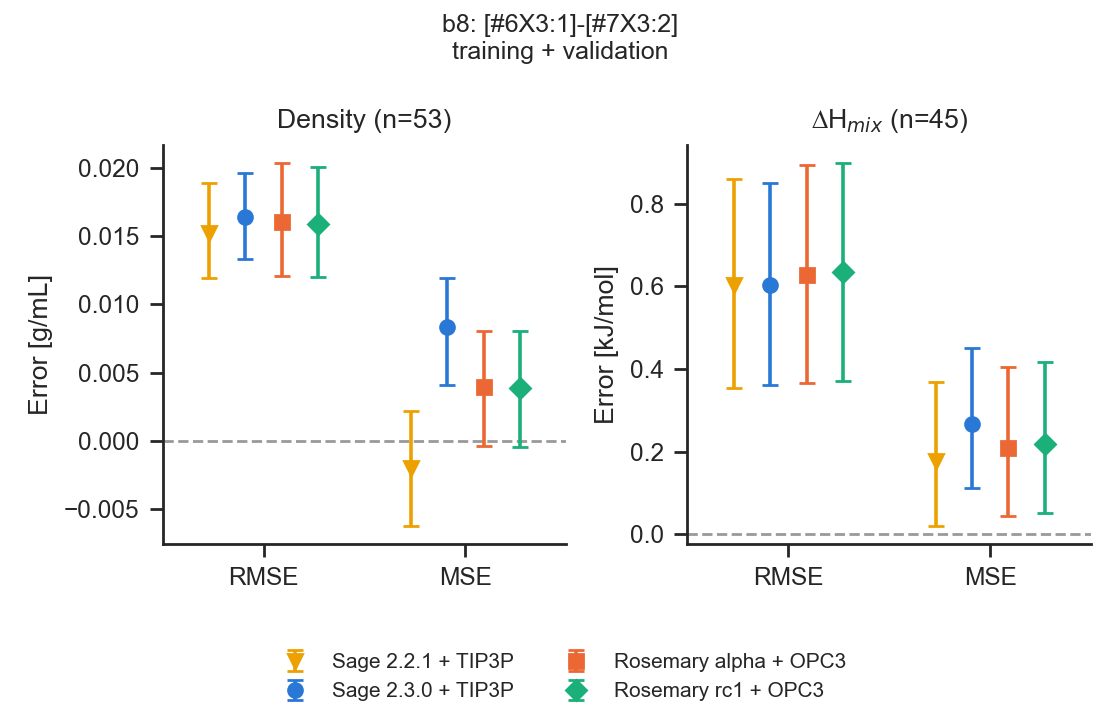 b8: [#6X3:1]-[#7X3:2]
training + validation
Density (n=53)
ΔH_mix (n=45)
Error [g/mL]
0.020
0.015
0.010
0.005
0.000
−0.005
RMSE
MSE
Error [kJ/mol]
0.8
0.6
0.4
0.2
0.0
RMSE
MSE
Sage 2.2.1 + TIP3P
Sage 2.3.0 + TIP3P
Rosemary alpha + OPC3
Rosemary rc1 + OPC3